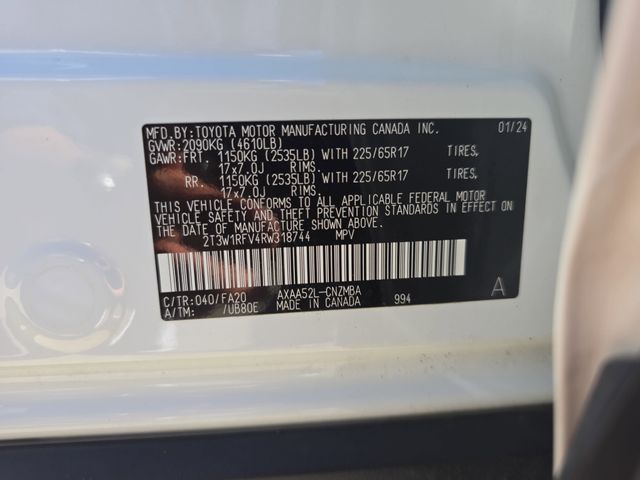 MFD.BY:TOYOTA MOTOR MANUFACTURING CANADA INC. 01/24
GVWR:2090KG (4610LB)
GAWR:FRT. 1150KG (2535LB) WITH 225/65R17 TIRES,
17x7.0J RIMS.
RR. 1150KG (2535LB) WITH 225/65R17 TIRES,
17x7.0J RIMS.
THIS VEHICLE CONFORMS TO ALL APPLICABLE FEDERAL MOTOR
VEHICLE SAFETY AND THEFT PREVENTION STANDARDS IN EFFECT ON
THE DATE OF MANUFACTURE SHOWN ABOVE.
2T3W1RFV4RW318744 MPV
C/TR:040/FA20 AXAA52L-CNZMBA
A/TM: /UB80E MADE IN CANADA 994 A